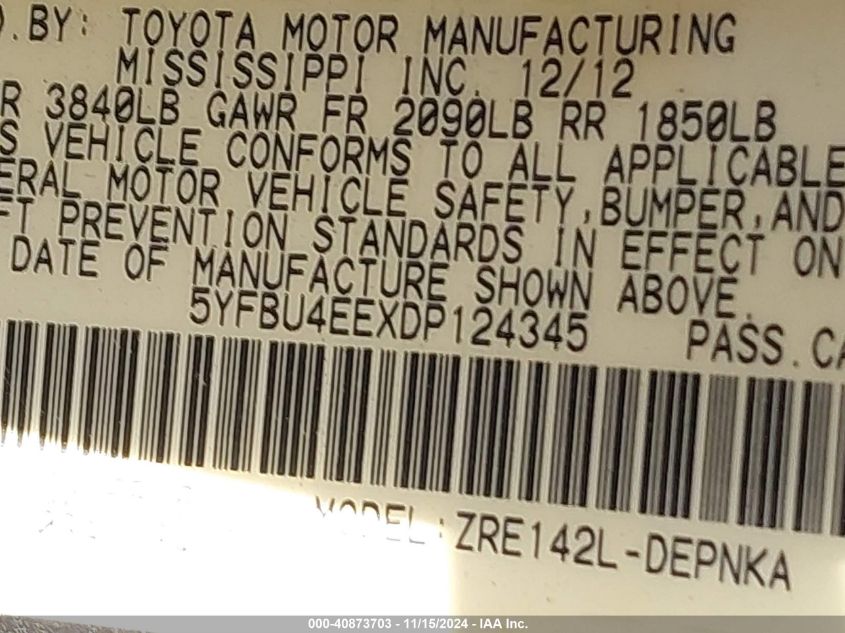 .BY: TOYOTA MOTOR MANUFACTURING
MISSISSIPPI INC. 12/12
R 3840LB GAWR FR 2090LB RR 1850LB
S VEHICLE CONFORMS TO ALL APPLICABLE
ERAL MOTOR VEHICLE SAFETY,BUMPER,AND
FT PREVENTION STANDARDS IN EFFECT ON
DATE OF MANUFACTURE SHOWN ABOVE.
5YFBU4EEXDP124345 PASS.CA
MODEL:ZRE142L-DEPNKA
000-40873703 - 11/15/2024 - IAA Inc.